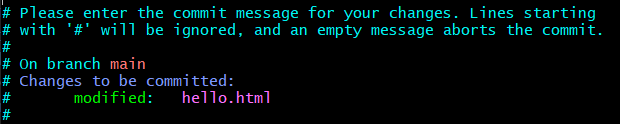 # Please enter the commit message for your changes. Lines starting
# with '#' will be ignored, and an empty message aborts the commit.
#
# On branch main
# Changes to be committed:
#       modified:   hello.html
#